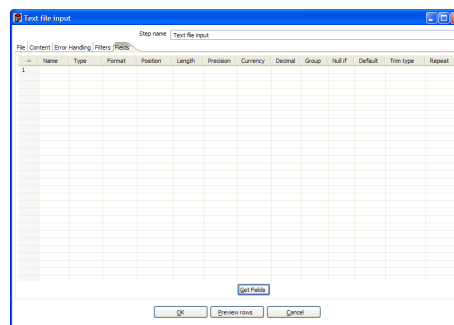 Text file input
Step name Text file input
File Content Error Handling Filters Fields
Name Type Format Position Length Precision Currency Decimal Group Null if Default Trim type Repeat
1
Get Fields
OK Preview rows Cancel